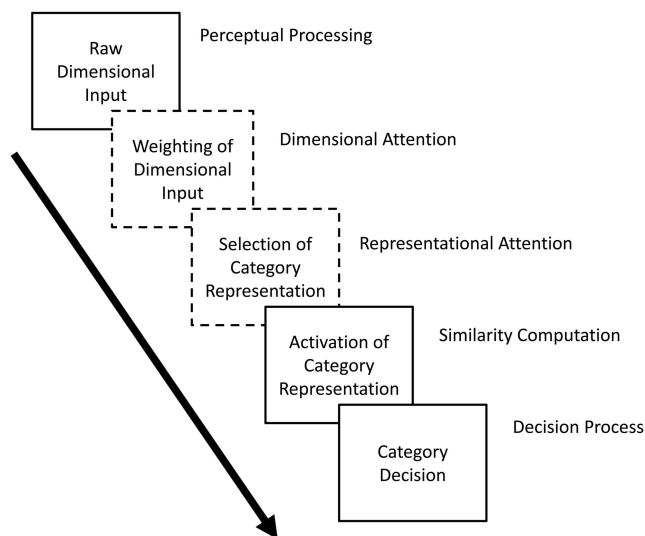 Raw
Dimensional
Input
Perceptual Processing
Weighting of
Dimensional
Input
Dimensional Attention
Selection of
Category
Representation
Representational Attention
Activation of
Category
Representation
Similarity Computation
Category
Decision
Decision Process